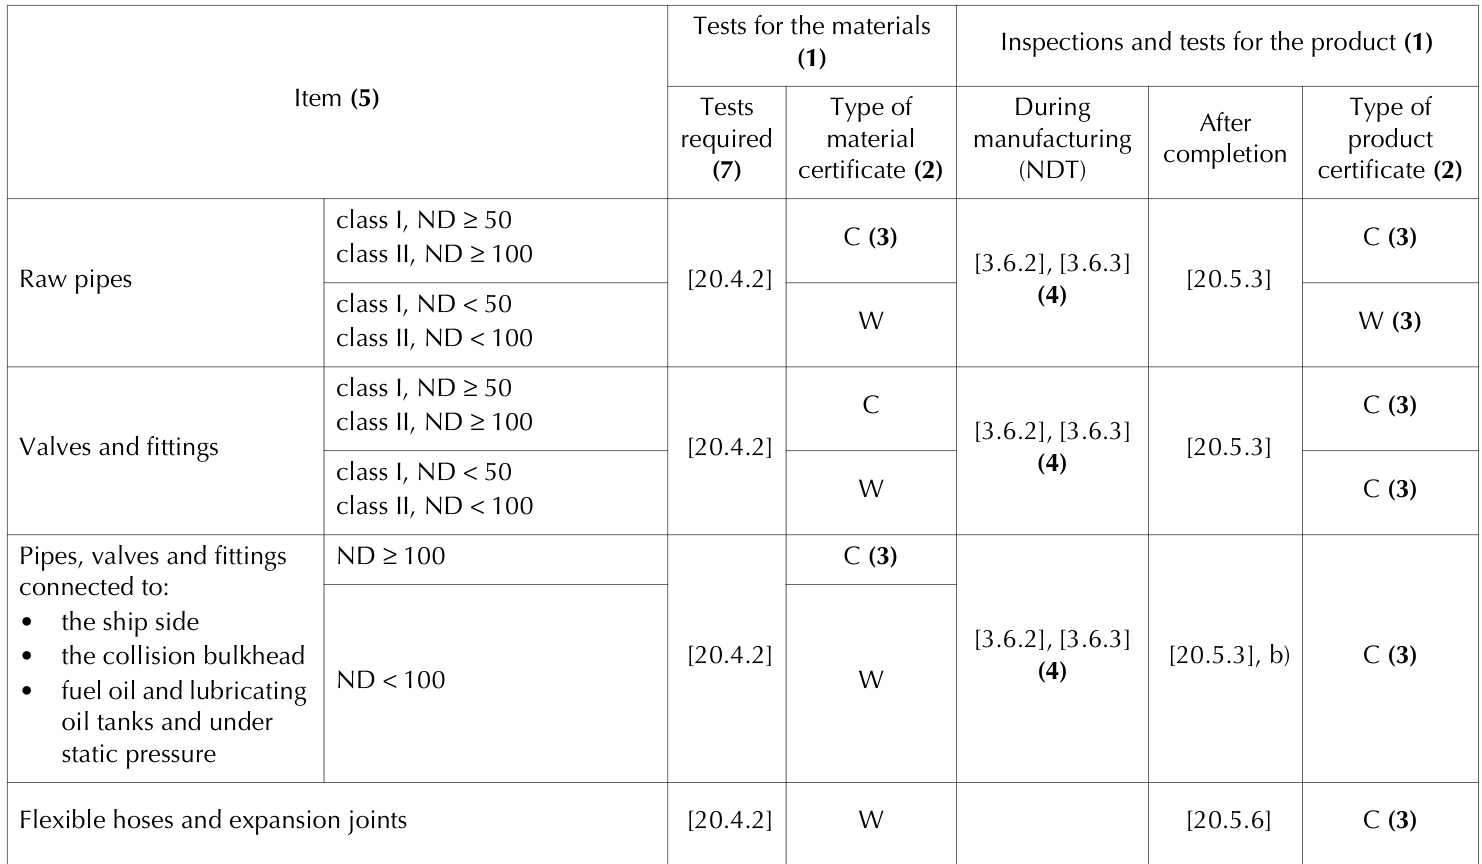 Item (5)
Tests for the materials
(1)
Inspections and tests for the product (1)
Tests
required
(7)
Type of
material
certificate (2)
During
manufacturing
(NDT)
After
completion
Type of
product
certificate (2)
Raw pipes
class I, ND ≥ 50
class II, ND ≥ 100
[20.4.2]
C (3)
[3.6.2], [3.6.3]
(4)
[20.5.3]
C (3)
class I, ND < 50
class II, ND < 100
W
W (3)
Valves and fittings
class I, ND ≥ 50
class II, ND ≥ 100
[20.4.2]
C
[3.6.2], [3.6.3]
(4)
[20.5.3]
C (3)
class I, ND < 50
class II, ND < 100
W
C (3)
Pipes, valves and fittings
connected to:
• the ship side
• the collision bulkhead
• fuel oil and lubricating
oil tanks and under
static pressure
ND ≥ 100
[20.4.2]
C (3)
[3.6.2], [3.6.3]
(4)
[20.5.3], b)
C (3)
ND < 100
W
Flexible hoses and expansion joints
[20.4.2]
W
[20.5.6]
C (3)